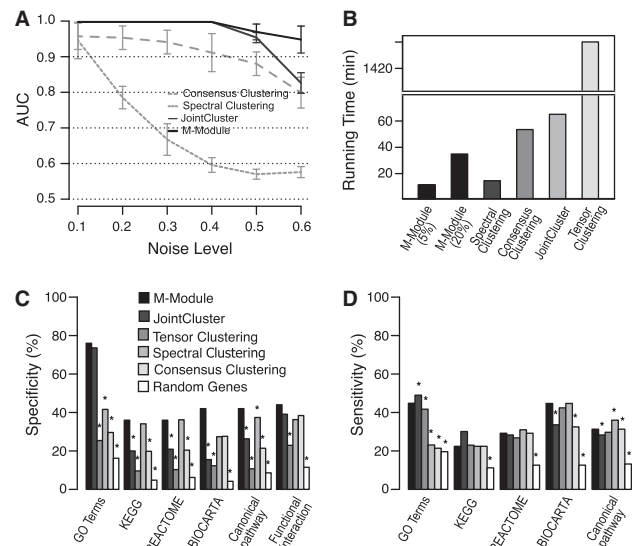 A
AUC
1.0
0.9
0.8
0.7
0.6
0.5
Consensus Clustering
Spectral Clustering
JointCluster
M-Module
0.1 0.2 0.3 0.4 0.5 0.6
Noise Level
B
Running Time (min)
1420
60
40
20
M-Module
(5%)
M-Module
(20%)
Spectral
Clustering
Consensus
Clustering
JointCluster
Tensor
Clustering
C
Specificity (%)
100
80
60
40
20
0
M-Module
JointCluster
Tensor Clustering
Spectral Clustering
Consensus Clustering
Random Genes
* * * *
* * * *
* * * *
* * *
* * * * *
* *
GO Terms
KEGG
REACTOME
BIOCARTA
Canonical
pathway
Functional
interaction
D
Sensitivity (%)
100
80
60
40
20
0
* * * * *
*
*
* * *
* * * *
GO Terms
KEGG
REACTOME
BIOCARTA
Canonical
pathway